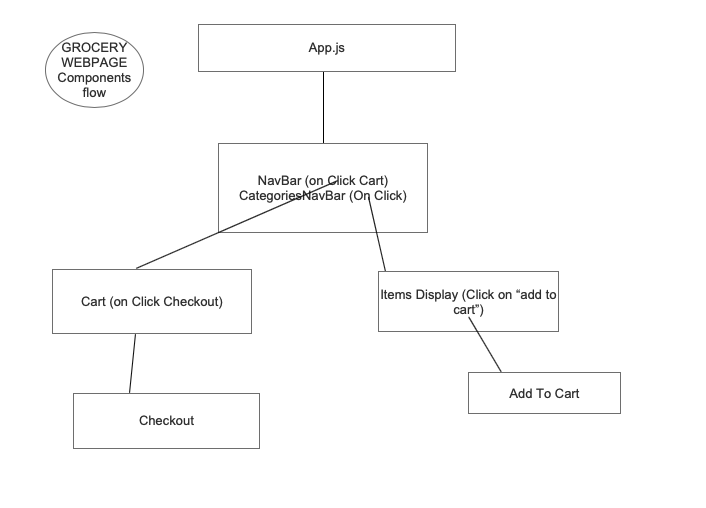 GROCERY
WEBPAGE
Components
flow
App.js
NavBar (on Click Cart)
CategoriesNavBar (On Click)
Cart (on Click Checkout)
Items Display (Click on “add to
cart”)
Add To Cart
Checkout